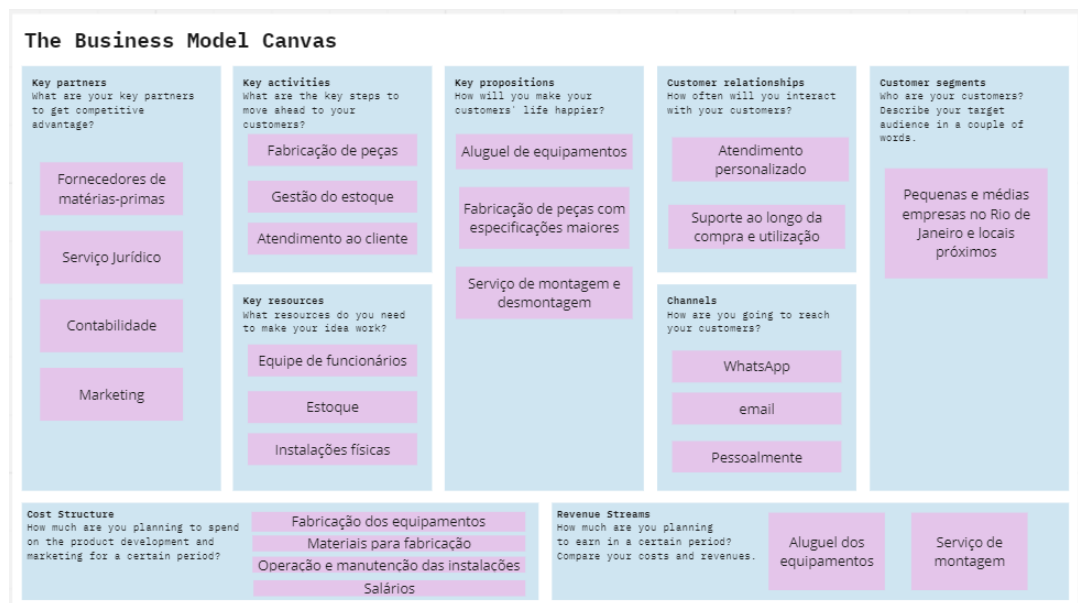 The Business Model Canvas
Key partners
What are your key partners
to get competitive
advantage?
Fornecedores de
matérias-primas
Serviço Jurídico
Contabilidade
Marketing
Key activities
What are the key steps to
move ahead to your
customers?
Fabricação de peças
Gestão do estoque
Atendimento ao cliente
Key resources
What resources do you need
to make your idea work?
Equipe de funcionários
Estoque
Instalações físicas
Key propositions
How will you make your
customers' life happier?
Aluguel de equipamentos
Fabricação de peças com
especificações maiores
Serviço de montagem e
desmontagem
Customer relationships
How often will you interact
with your customers?
Atendimento
personalizado
Suporte ao longo da
compra e utilização
Channels
How are you going to reach
your customers?
WhatsApp
email
Pessoalmente
Customer segments
Who are your customers?
Describe your target
audience in a couple of
words.
Pequenas e médias
empresas no Rio de
Janeiro e locais
próximos
Cost Structure
How much are you planning to spend
on the product development and
marketing for a certain period?
Fabricação dos equipamentos
Materiais para fabricação
Operação e manutenção das instalações
Salários
Revenue Streams
How much are you planning
to earn in a certain period?
Compare your costs and revenues.
Aluguel dos
equipamentos
Serviço de
montagem